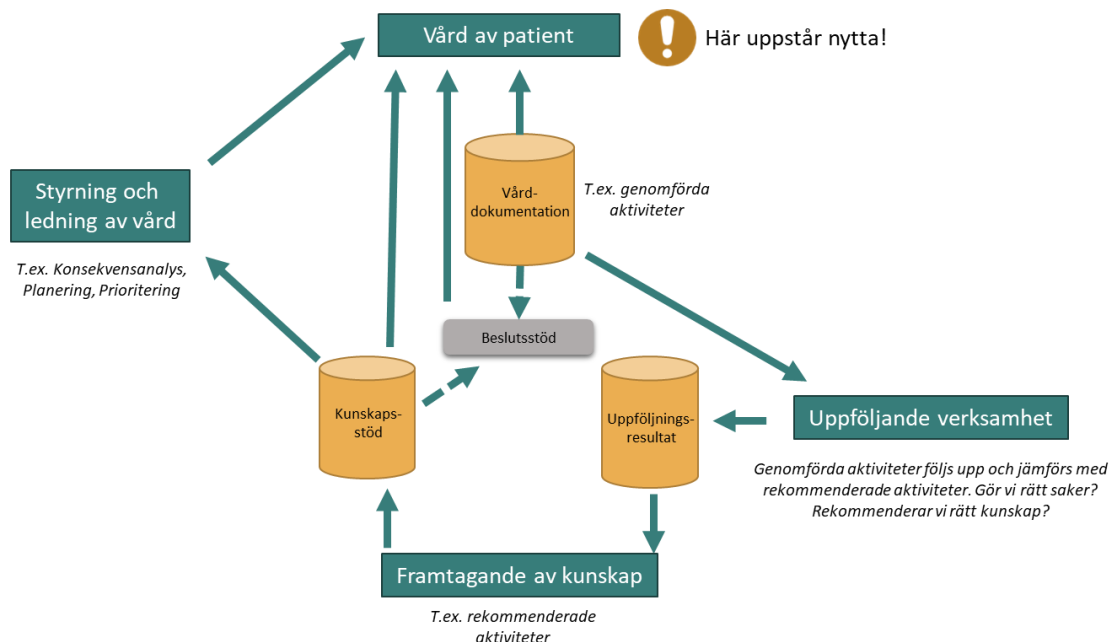 Vård av patient
Här uppstår nytta!
Styrning och
ledning av vård
T.ex. Konsekvensanalys,
Planering, Prioritering
Vård-
dokumentation
T.ex. genomförda
aktiviteter
Beslutsstöd
Kunskaps-
stöd
Uppföljnings-
resultat
Uppföljande verksamhet
Genomförda aktiviteter följs upp och jämförs med
rekommenderade aktiviteter. Gör vi rätt saker?
Rekommenderar vi rätt kunskap?
Framtagande av kunskap
T.ex. rekommenderade
aktiviteter